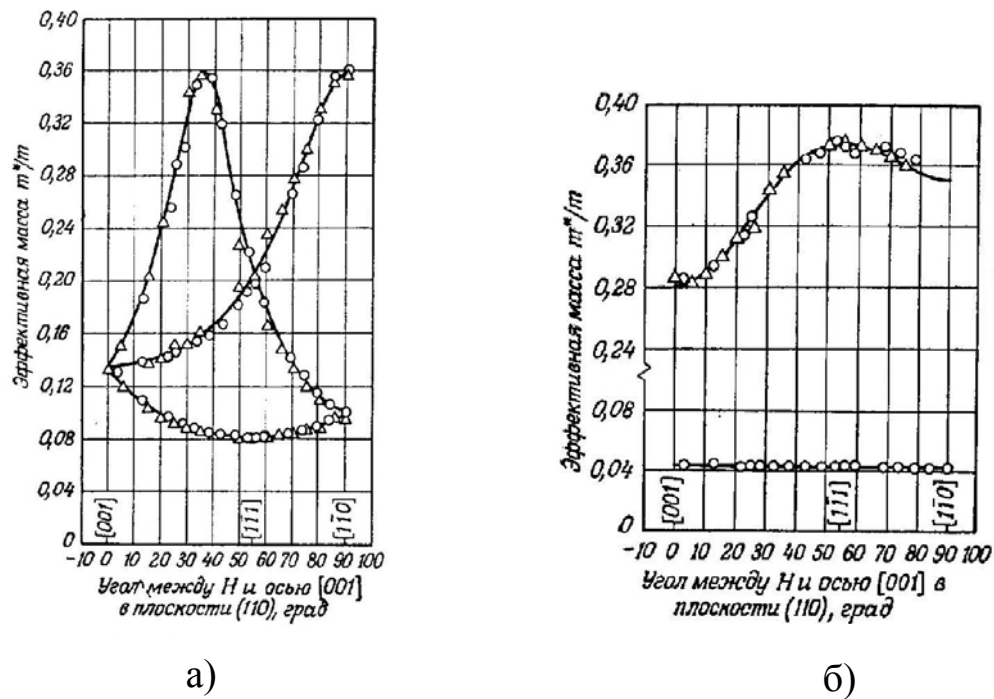 Эффективная масса m*/m
0,40
0,36
0,32
0,28
0,24
0,20
0,16
0,12
0,08
0,04
0
[001]
[111]
[11̄0]
-10 0 10 20 30 40 50 60 70 80 90 100
Угол между H и осью [001]
в плоскости (110), град
а)
Эффективная масса m*/m
0,40
0,36
0,32
0,28
0,24
0,08
0,04
0
[001]
[111]
[11̄0]
-10 0 10 20 30 40 50 60 70 80 90 100
Угол между H и осью [001] в
плоскости (110), град
б)